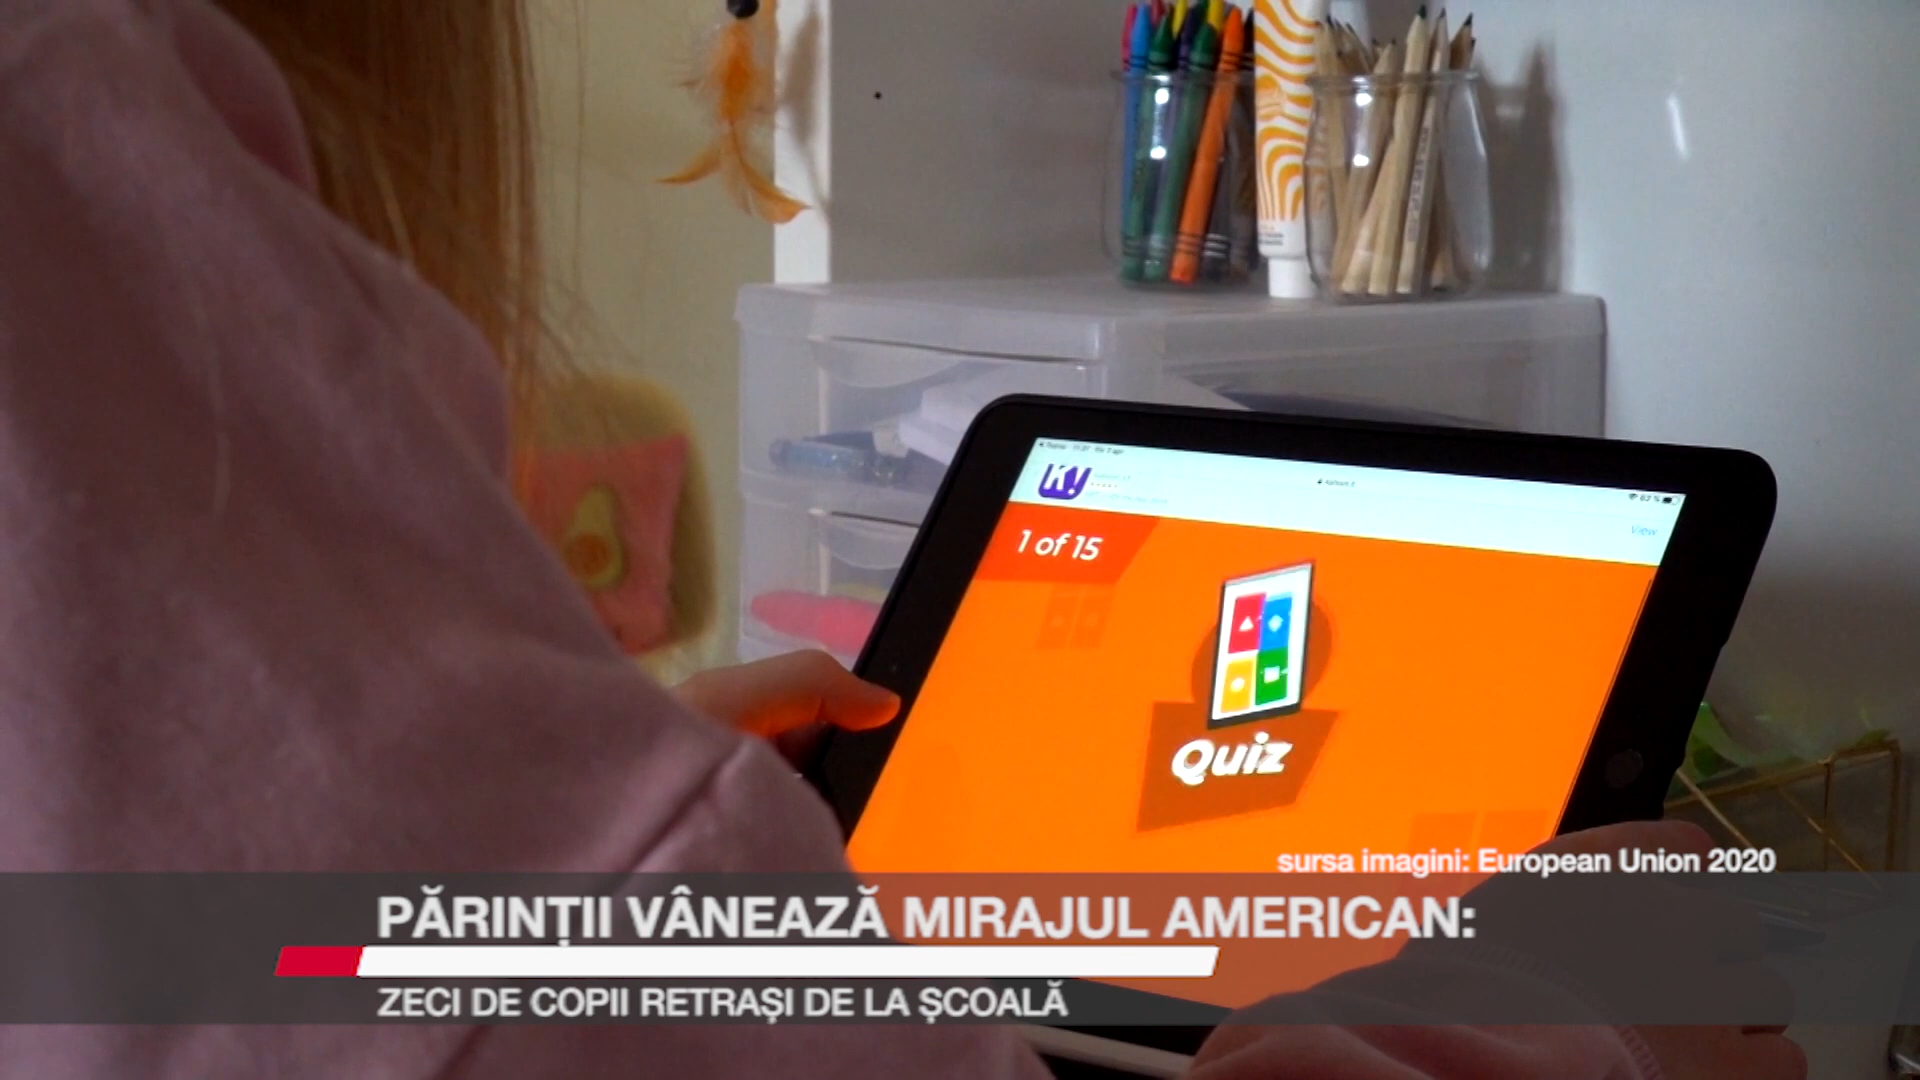 K!
View
1 of 15
Quiz
sursa imagini: European Union 2020
PĂRINȚII VÂNEAZĂ MIRAJUL AMERICAN:
ZECI DE COPII RETRAȘI DE LA ȘCOALĂ